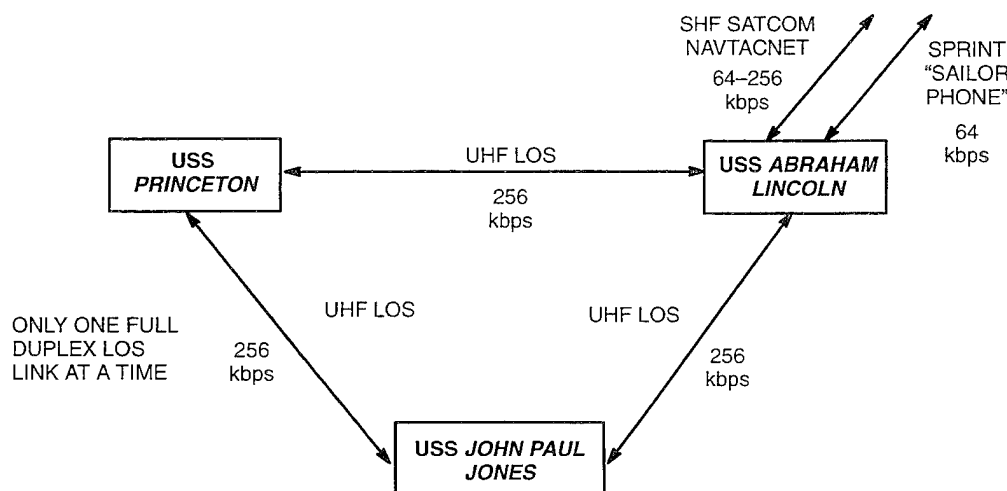 SHF SATCOM
NAVTACNET
64–256
kbps
SPRINT
“SAILOR
PHONE”
64
kbps
USS
PRINCETON
UHF LOS
256
kbps
USS ABRAHAM
LINCOLN
ONLY ONE FULL
DUPLEX LOS
LINK AT A TIME
UHF LOS
256
kbps
UHF LOS
256
kbps
USS JOHN PAUL
JONES